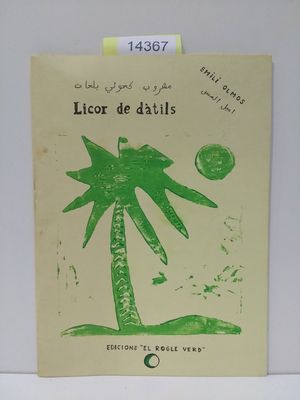 14367
مشروب كحولي بلحات
Licor de dàtils
EMILI OLMOS
EDICIONS "EL ROGLE VERD"